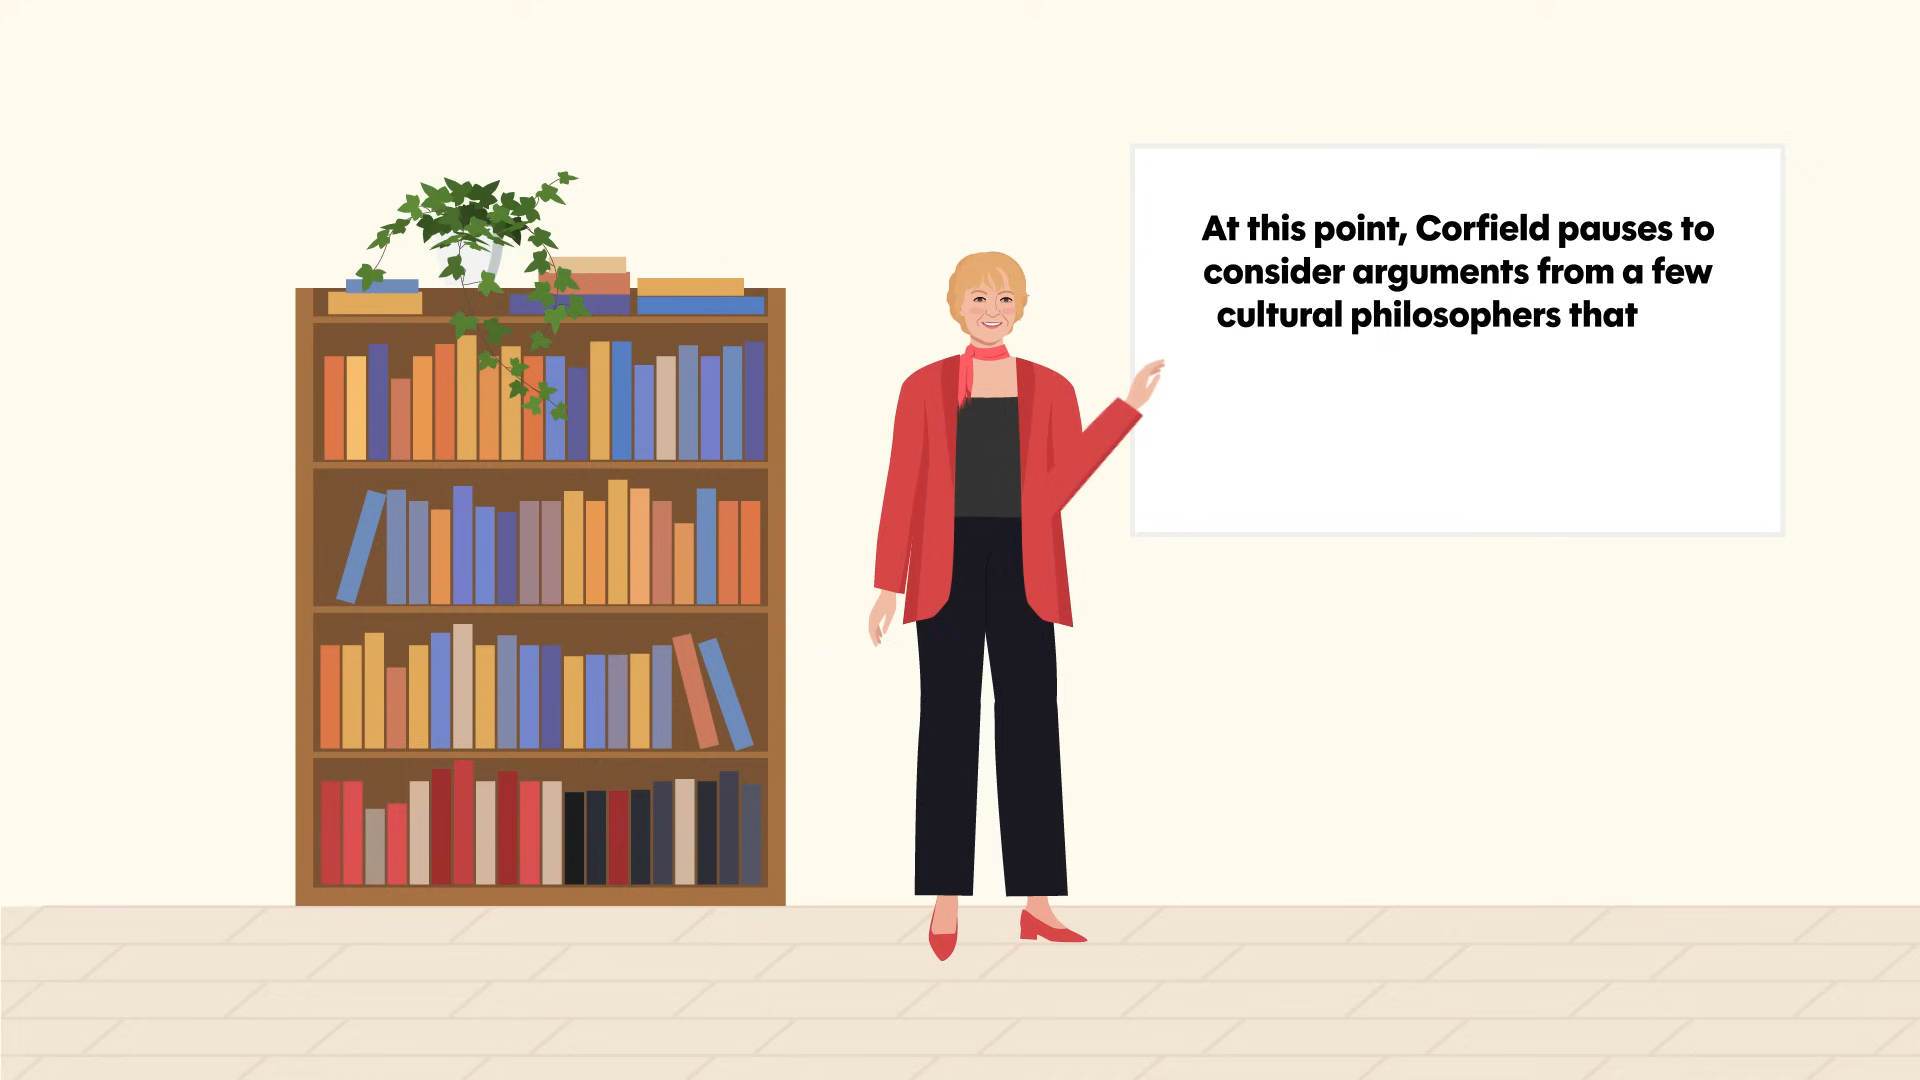 At this point, Corfield pauses to
consider arguments from a few
cultural philosophers that